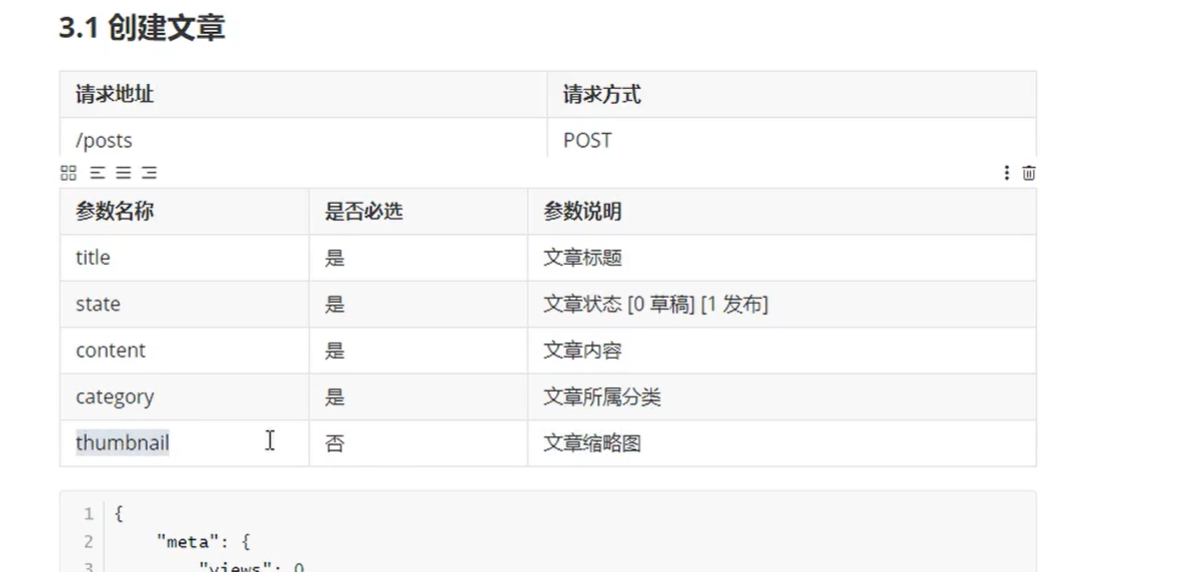 3.1 创建文章
请求地址 请求方式
/posts POST
参数名称 是否必选 参数说明
title 是 文章标题
state 是 文章状态 [0 草稿] [1 发布]
content 是 文章内容
category 是 文章所属分类
thumbnail 否 文章缩略图
1 {
2 "meta": {
3 "views": 0